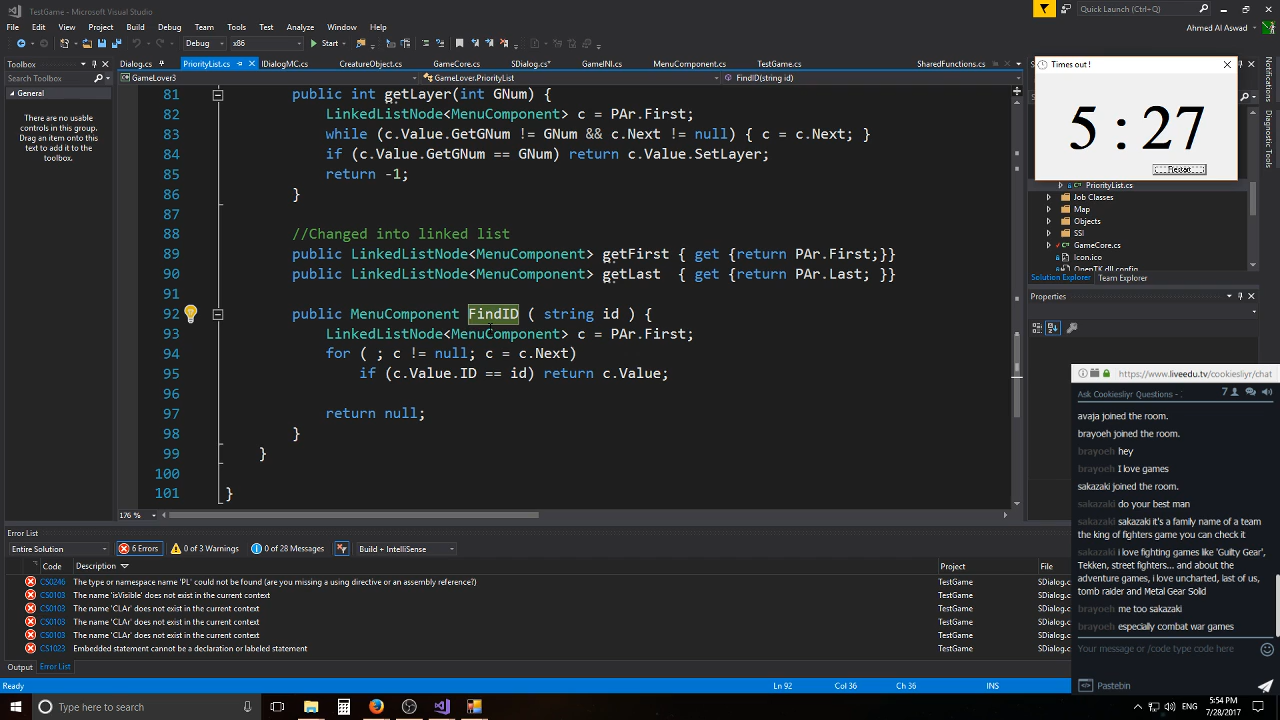 TestGame - Microsoft Visual Studio
Quick Launch (Ctrl+Q)
File Edit View Project Build Debug Team Tools Test Analyze Window Help
Ahmed Al Aswad
Debug x86 Start
Toolbox
Search Toolbox
General
There are no usable
controls in this group.
Drag an item onto this
text to add it to the
toolbox.
Dialog.cs PriorityList.cs IDialogMC.cs CreatureObject.cs GameCore.cs SDialog.cs* GameINI.cs MenuComponent.cs TestGame.cs SharedFunctions.cs
GameLover3 GameLover.PriorityList FindID(string id)
81 public int getLayer(int GNum) {
82 LinkedListNode<MenuComponent> c = PAr.First;
83 while (c.Value.GetGNum != GNum && c.Next != null) { c = c.Next; }
84 if (c.Value.GetGNum == GNum) return c.Value.SetLayer;
85 return -1;
86 }
87
88 //Changed into linked list
89 public LinkedListNode<MenuComponent> getFirst { get {return PAr.First;}}
90 public LinkedListNode<MenuComponent> getLast { get {return PAr.Last; }}
91
92 public MenuComponent FindID ( string id ) {
93 LinkedListNode<MenuComponent> c = PAr.First;
94 for ( ; c != null; c = c.Next)
95 if (c.Value.ID == id) return c.Value;
96
97 return null;
98 }
99 }
100
101 }
176 %
Times out!
5 : 27
PriorityList.cs
Job Classes
Map
Objects
SSI
GameCore.cs
Icon.ico
OpenTK.dll.config
Solution Explorer Team Explorer
Properties
Diagnostic Tools
Error List
Entire Solution 6 Errors 0 of 3 Warnings 0 of 28 Messages Build + IntelliSense
Code Description Project File
CS0246 The type or namespace name 'PL' could not be found (are you missing a using directive or an assembly reference?) TestGame SDialog.cs
CS0103 The name 'isVisible' does not exist in the current context TestGame SDialog.cs
CS0103 The name 'CLAr' does not exist in the current context TestGame SDialog.cs
CS0103 The name 'CLAr' does not exist in the current context TestGame SDialog.cs
CS0103 The name 'CLAr' does not exist in the current context TestGame SDialog.cs
CS1023 Embedded statement cannot be a declaration or labeled statement TestGame SDialog.cs
Output Error List
Ready Ln 92 Col 36 Ch 36 INS
https://www.liveedu.tv/cookiesliyr/chat
Ask Cookiesliyr Questions - . 7
avaja joined the room.
brayoeh joined the room.
brayoeh hey
brayoeh I love games
sakazaki joined the room.
sakazaki do your best man
sakazaki sakazaki it's a family name of a team
the king of fighters game you can check it
sakazaki i love fighting games like 'Guilty Gear',
Tekken, street fighters... and about the
adventure games, i love uncharted, last of us,
tomb raider and Metal Gear Solid
brayoeh me too sakazaki
brayoeh especially combat war games
Your message or /code type code here
Pastebin
Type here to search
ENG
5:54 PM
7/28/2017